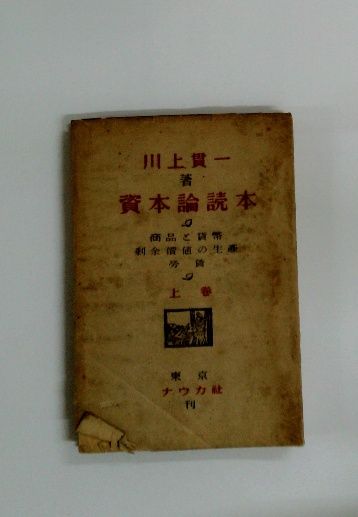 川上貫一
著
資本論読本
商品と貨幣
剰余価値の生産
労賃
上巻
東京
ナウカ社
刊